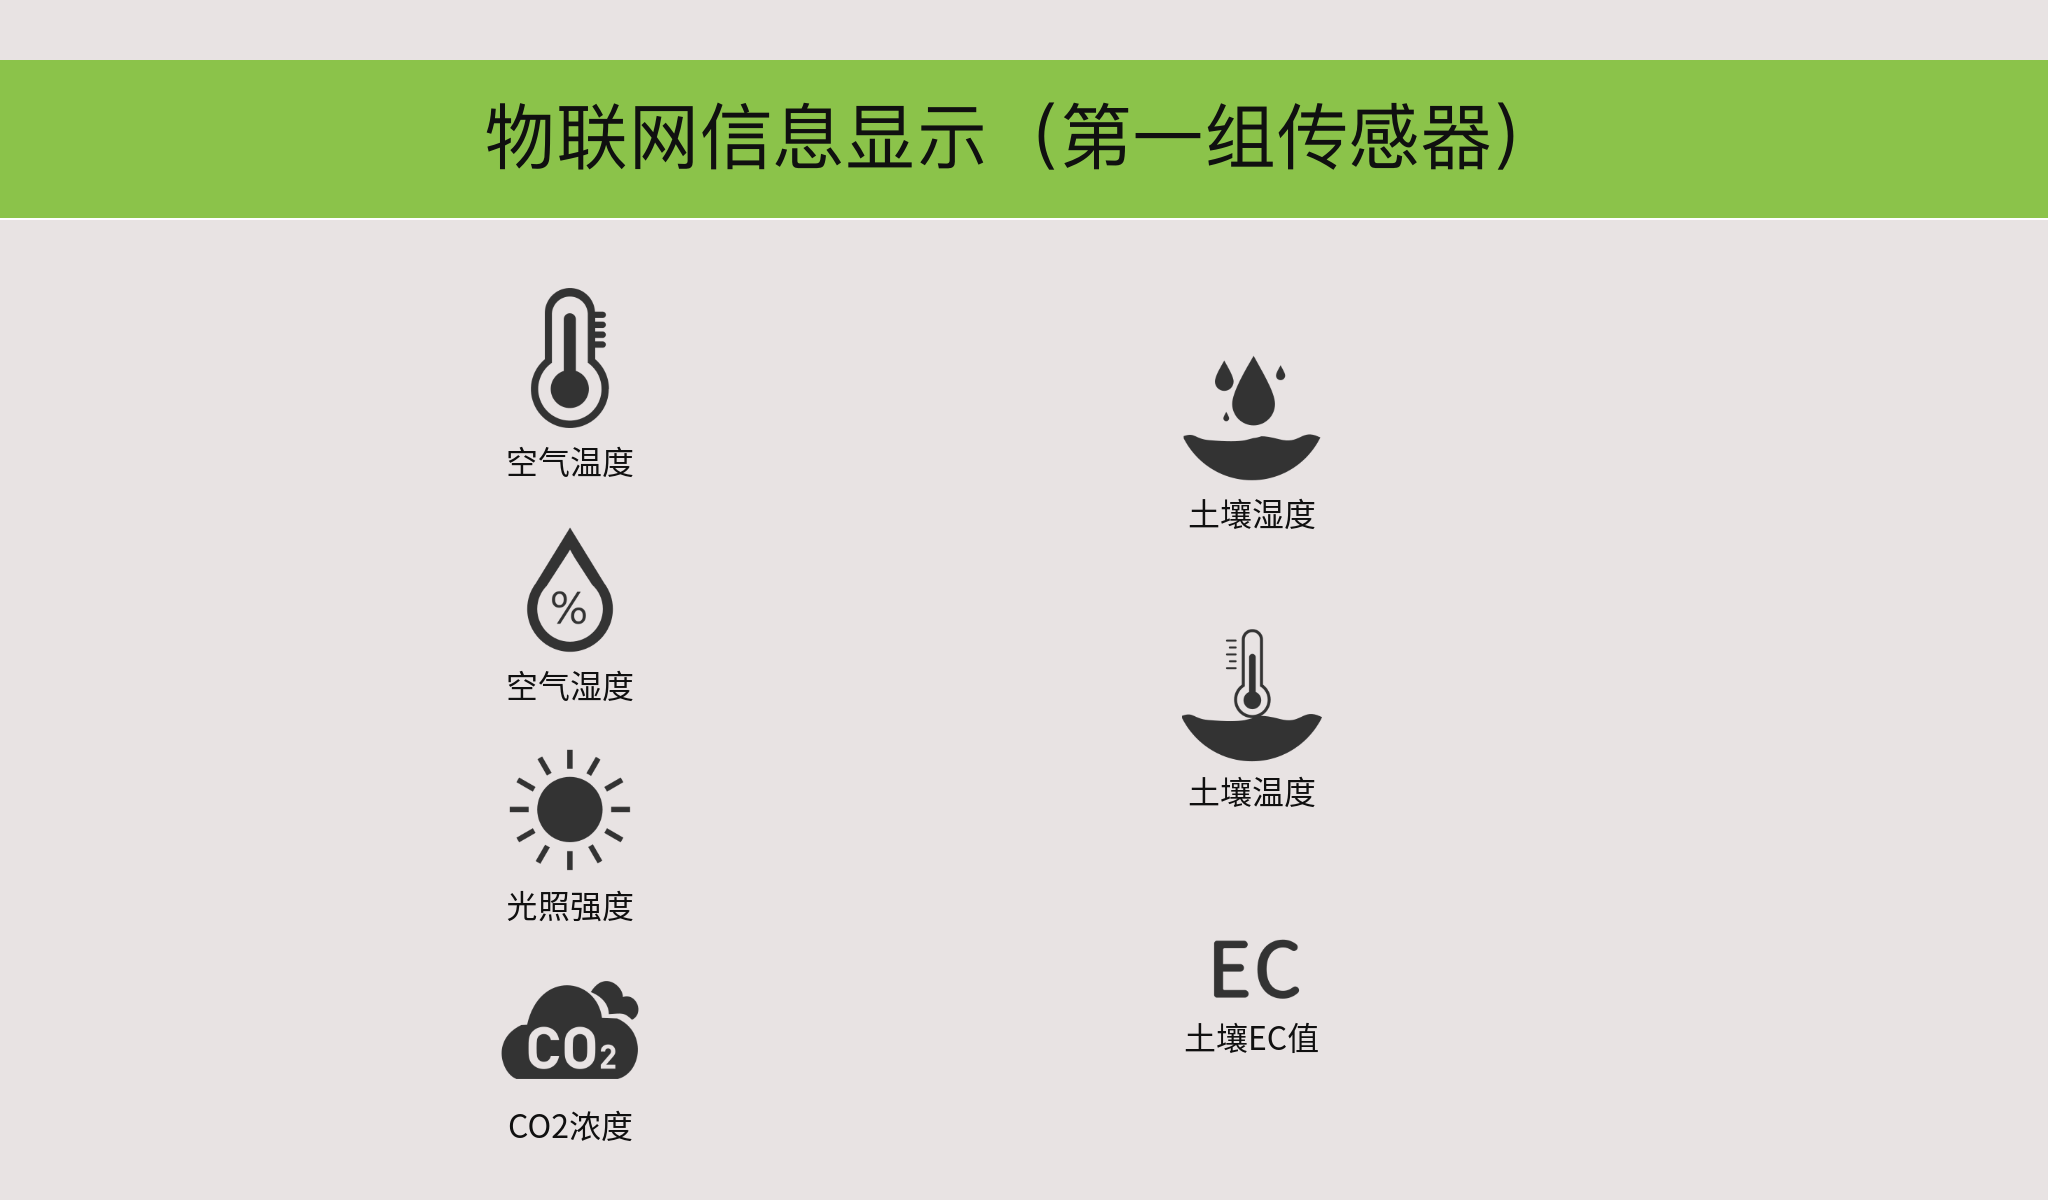 物联网信息显示（第一组传感器）
空气温度
%
空气湿度
光照强度
CO2
CO2浓度
土壤湿度
土壤温度
EC
土壤EC值